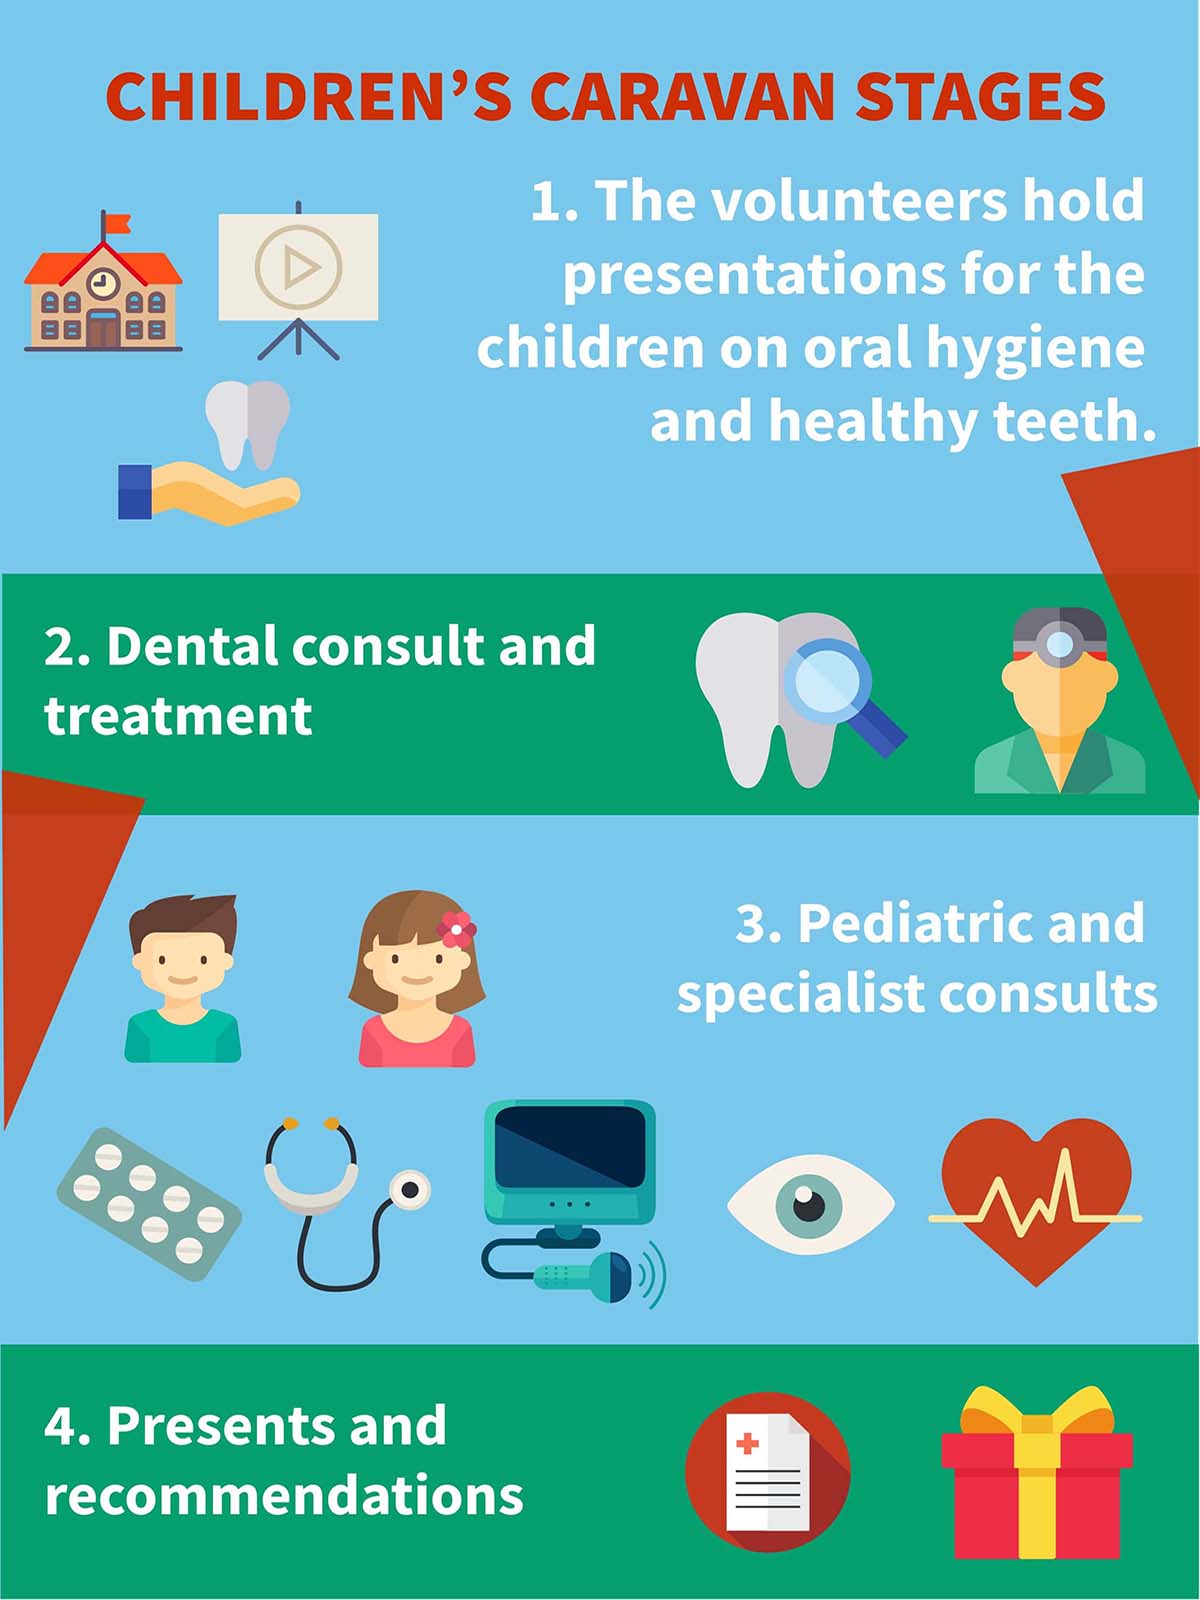 CHILDREN’S CARAVAN STAGES
1. The volunteers hold
presentations for the
children on oral hygiene
and healthy teeth.
2. Dental consult and
treatment
3. Pediatric and
specialist consults
4. Presents and
recommendations